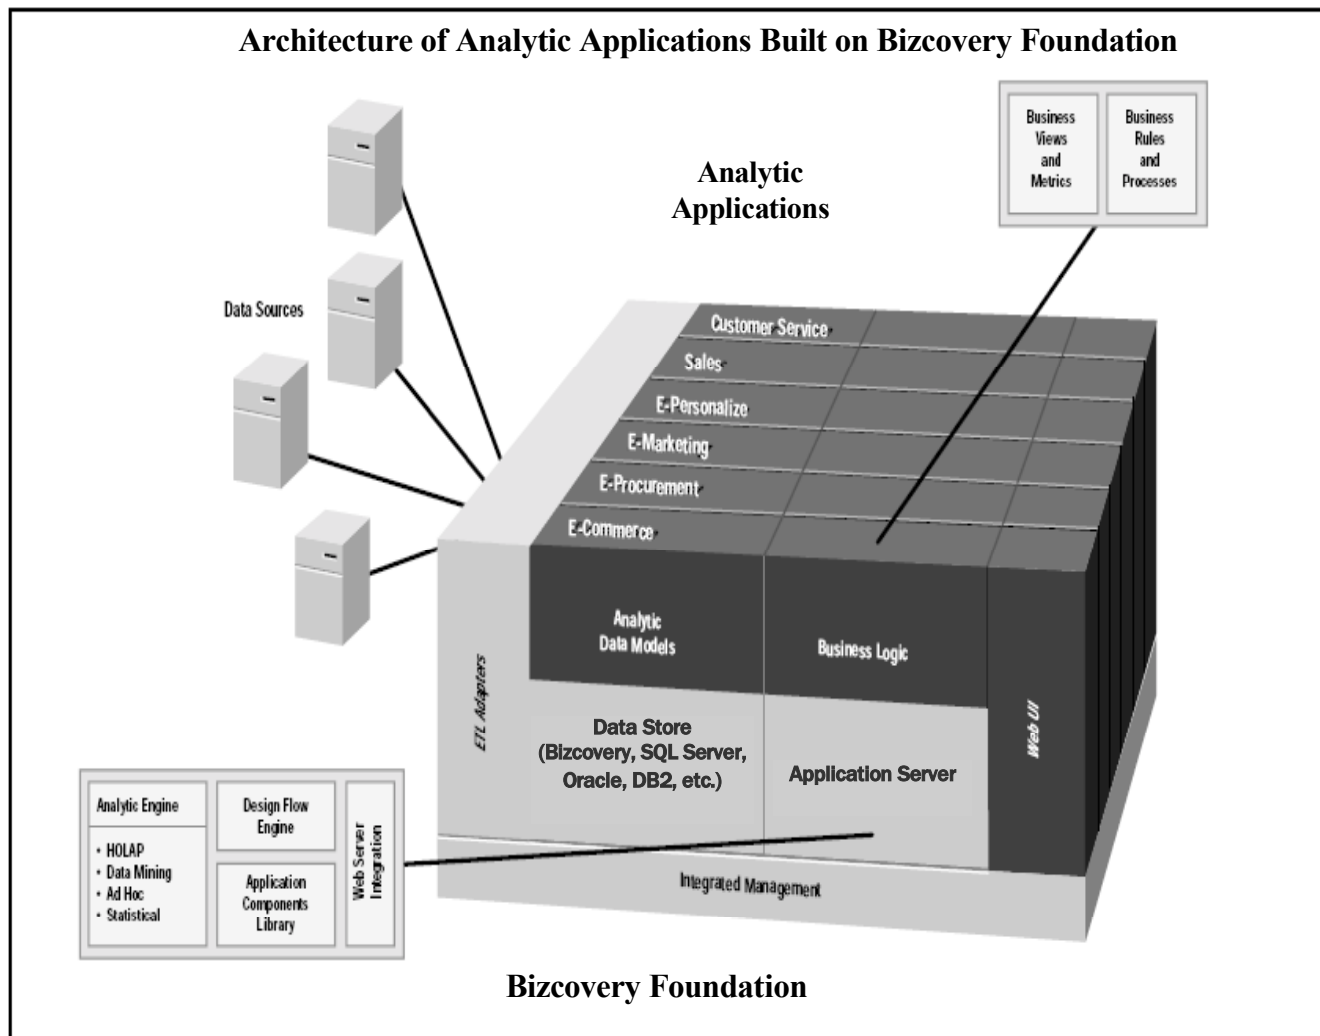 Architecture of Analytic Applications Built on Bizcovery Foundation
Business
Views
and
Metrics
Business
Rules
and
Processes
Analytic
Applications
Data Sources
Customer Service
Sales
E-Personalize
E-Marketing
E-Procurement
E-Commerce
Analytic
Data Models
Business Logic
ETL Adapters
Web UI
Data Store
(Bizcovery, SQL Server,
Oracle, DB2, etc.)
Application Server
Integrated Management
Analytic Engine
• HOLAP
• Data Mining
• Ad Hoc
• Statistical
Design Flow
Engine
Application
Components
Library
Web Server
Integration
Bizcovery Foundation